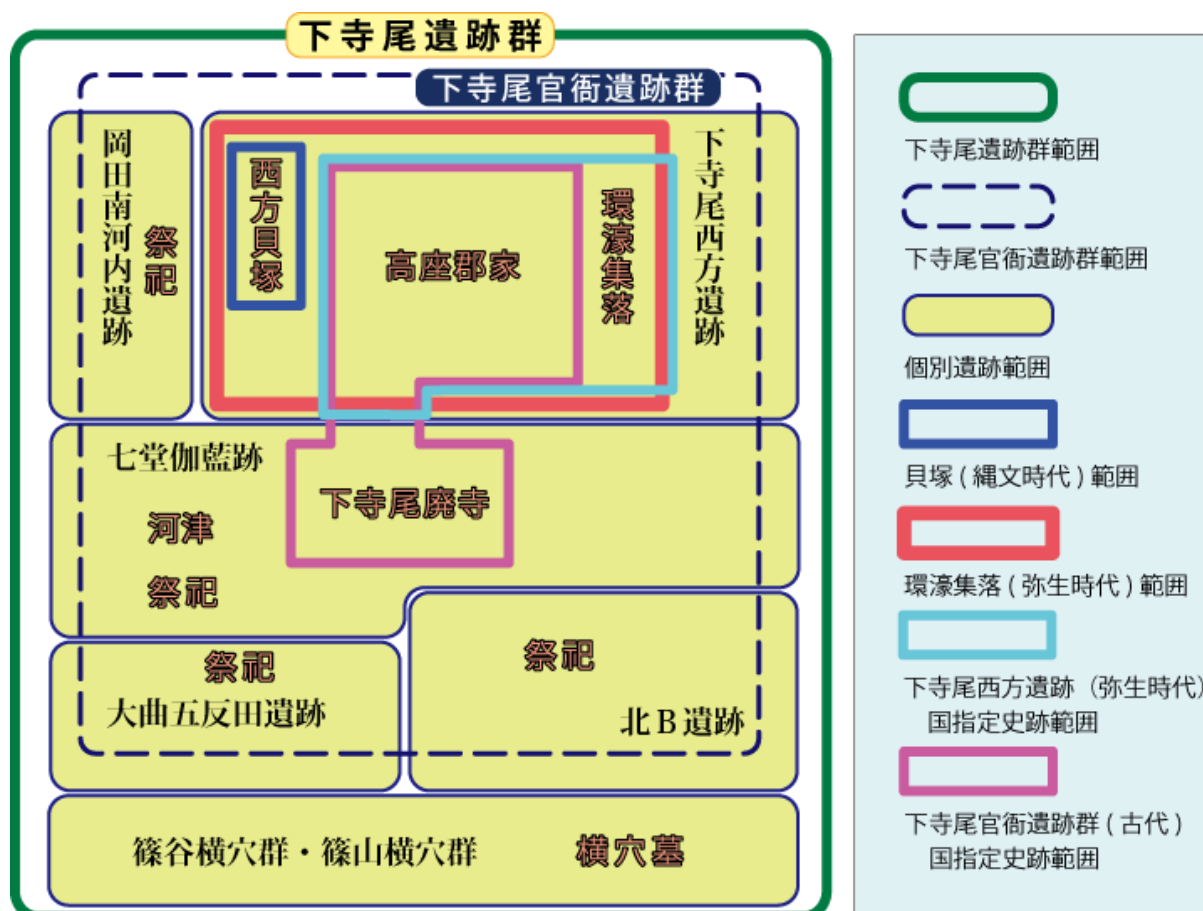 下寺尾遺跡群
下寺尾官衙遺跡群
岡田南河内遺跡
祭祀
西方貝塚
高座郡家
環濠集落
下寺尾西方遺跡
七堂伽藍跡
下寺尾廃寺
河津
祭祀
祭祀
大曲五反田遺跡
祭祀
北B遺跡
篠谷横穴群・篠山横穴群
横穴墓
下寺尾遺跡群範囲
下寺尾官衙遺跡群範囲
個別遺跡範囲
貝塚(縄文時代)範囲
環濠集落(弥生時代)範囲
下寺尾西方遺跡(弥生時代)
国指定史跡範囲
下寺尾官衙遺跡群(古代)
国指定史跡範囲